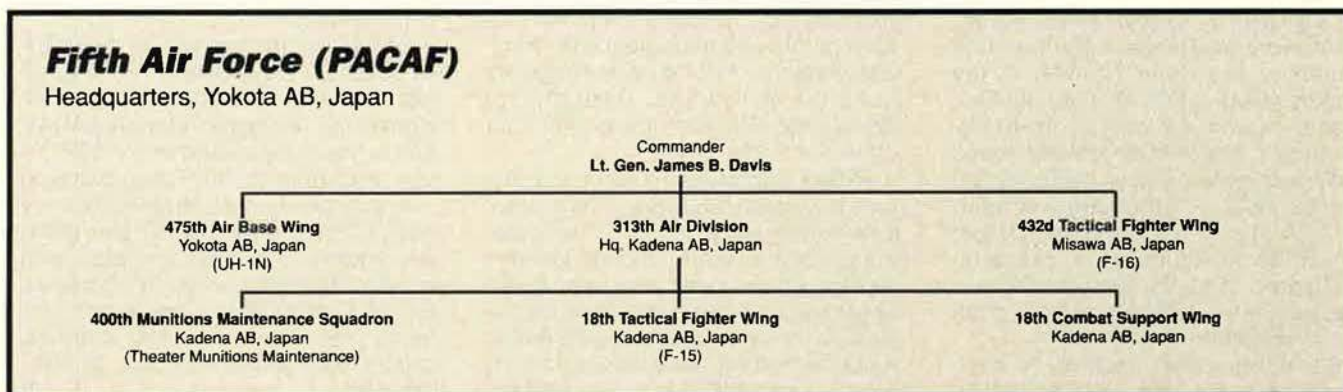 Fifth Air Force (PACAF)
Headquarters, Yokota AB, Japan
Commander
Lt. Gen. James B. Davis
475th Air Base Wing
Yokota AB, Japan
(UH-1N)
313th Air Division
Hq. Kadena AB, Japan
432d Tactical Fighter Wing
Misawa AB, Japan
(F-16)
400th Munitions Maintenance Squadron
Kadena AB, Japan
(Theater Munitions Maintenance)
18th Tactical Fighter Wing
Kadena AB, Japan
(F-15)
18th Combat Support Wing
Kadena AB, Japan